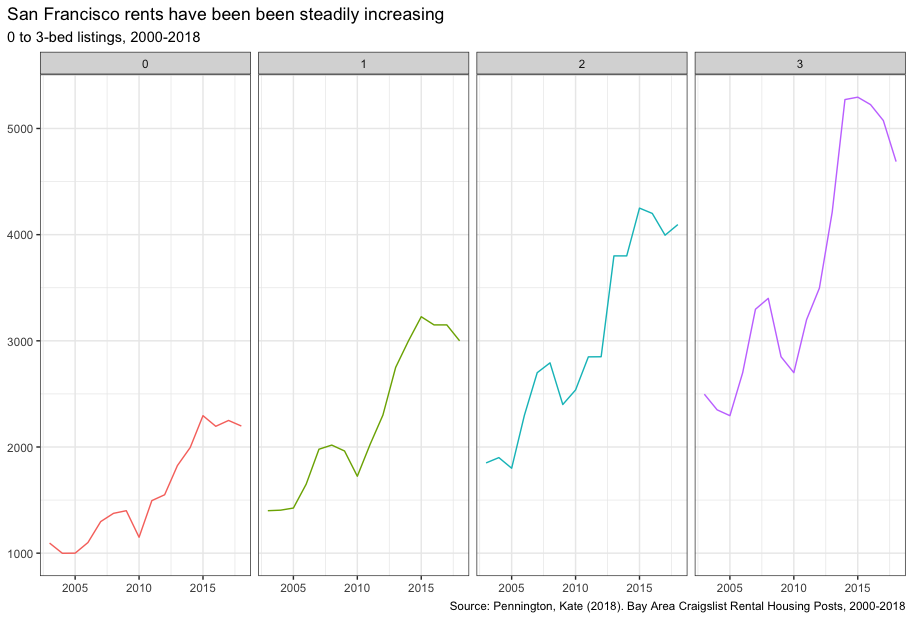 San Francisco rents have been been steadily increasing
0 to 3-bed listings, 2000-2018
0 1 2 3
5000
4000
3000
2000
1000
2005 2010 2015 2005 2010 2015 2005 2010 2015 2005 2010 2015
Source: Pennington, Kate (2018). Bay Area Craigslist Rental Housing Posts, 2000-2018